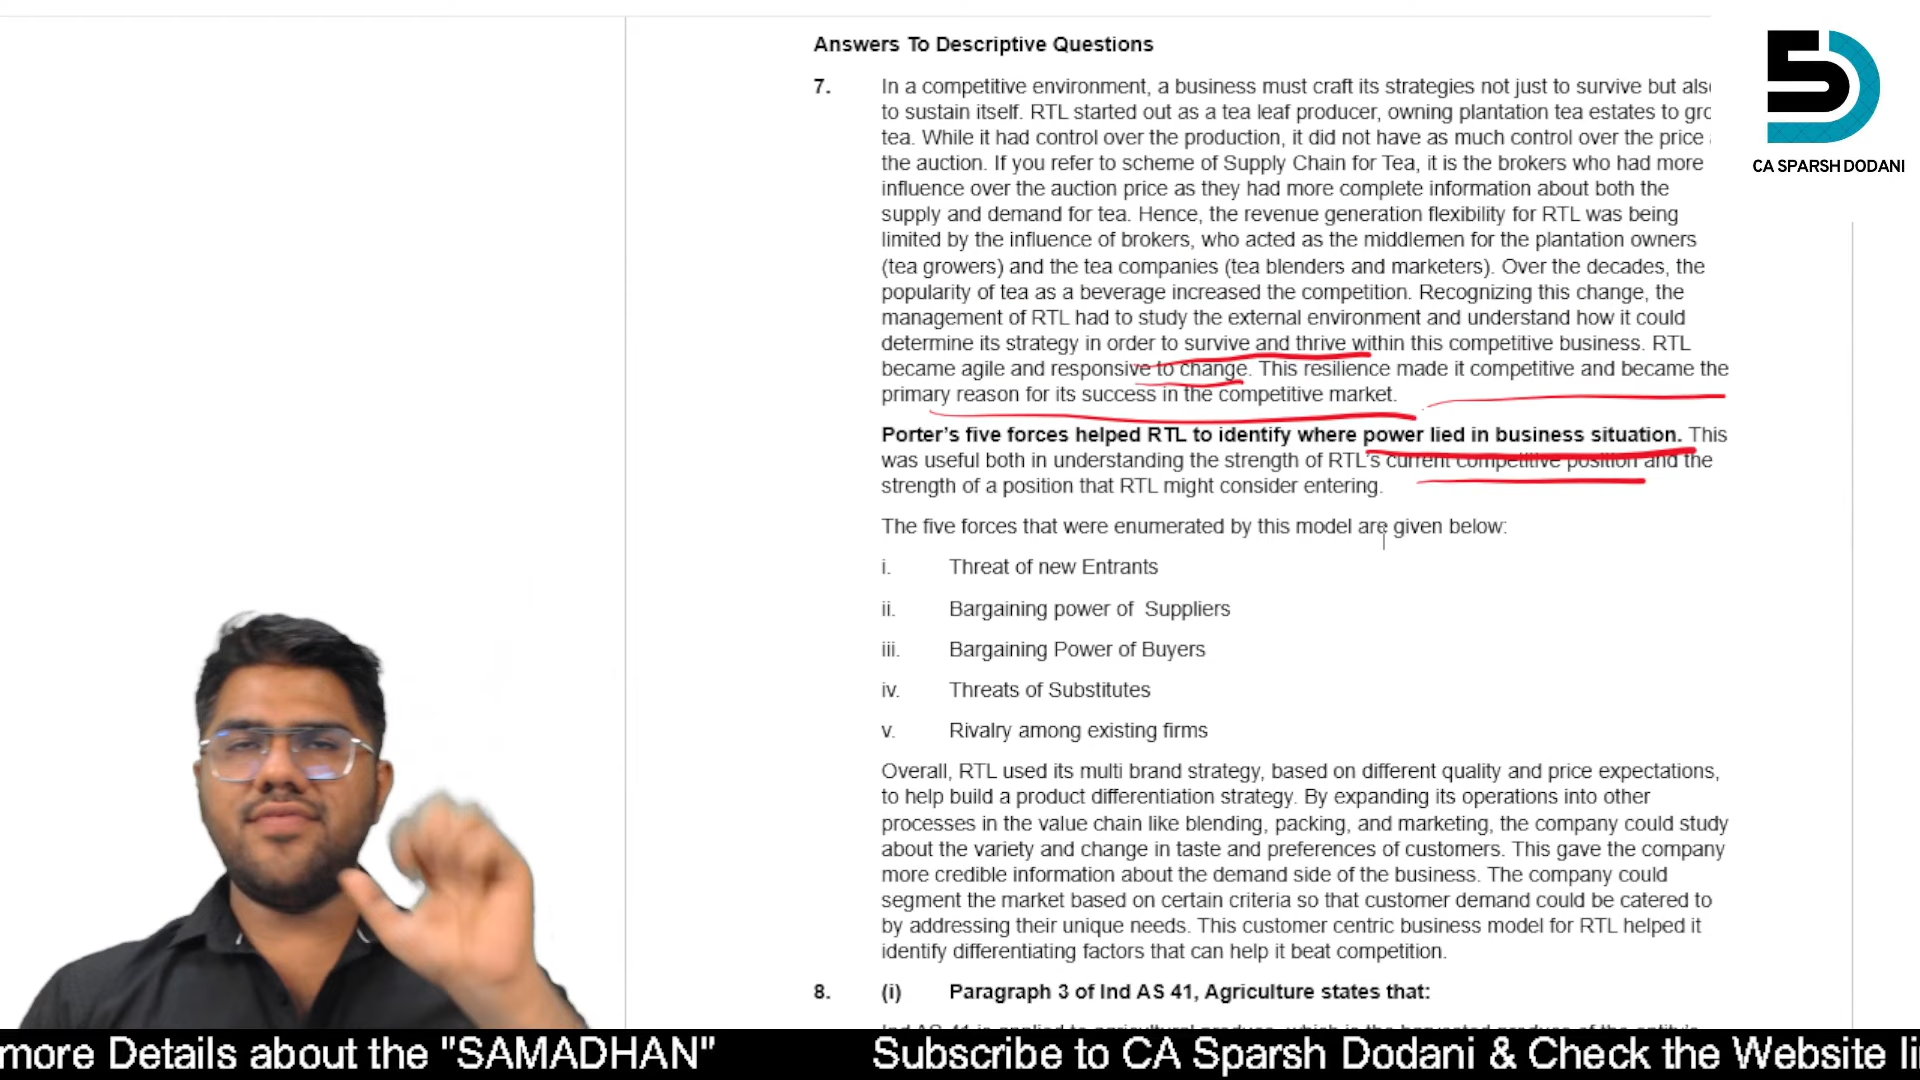 Answers To Descriptive Questions
7. In a competitive environment, a business must craft its strategies not just to survive but
to sustain itself. RTL started out as a tea leaf producer, owning plantation tea estates to
tea. While it had control over the production, it did not have as much control over the price
the auction. If you refer to scheme of Supply Chain for Tea, it is the brokers who had more
influence over the auction price as they had more complete information about both the
supply and demand for tea. Hence, the revenue generation flexibility for RTL was being
limited by the influence of brokers, who acted as the middlemen for the plantation owners
(tea growers) and the tea companies (tea blenders and marketers). Over the decades, the
popularity of tea as a beverage increased the competition. Recognizing this change, the
management of RTL had to study the external environment and understand how it could
determine its strategy in order to survive and thrive within this competitive business. RTL
became agile and responsive to change. This resilience made it competitive and became the
primary reason for its success in the competitive market.
Porter's five forces helped RTL to identify where power lied in business situation. This
was useful both in understanding the strength of RTL's current competitive position and the
strength of a position that RTL might consider entering.
The five forces that were enumerated by this model are given below:
i. Threat of new Entrants
ii. Bargaining power of Suppliers
iii. Bargaining Power of Buyers
iv. Threats of Substitutes
v. Rivalry among existing firms
Overall, RTL used its multi brand strategy, based on different quality and price expectations,
to help build a product differentiation strategy. By expanding its operations into other
processes in the value chain like blending, packing, and marketing, the company could study
about the variety and change in taste and preferences of customers. This gave the company
more credible information about the demand side of the business. The company could
segment the market based on certain criteria so that customer demand could be catered to
by addressing their unique needs. This customer centric business model for RTL helped it
identify differentiating factors that can help it beat competition.
8. (i) Paragraph 3 of Ind AS 41, Agriculture states that:
CA SPARSH DODANI
more Details about the "SAMADHAN" Subscribe to CA Sparsh Dodani & Check the Website